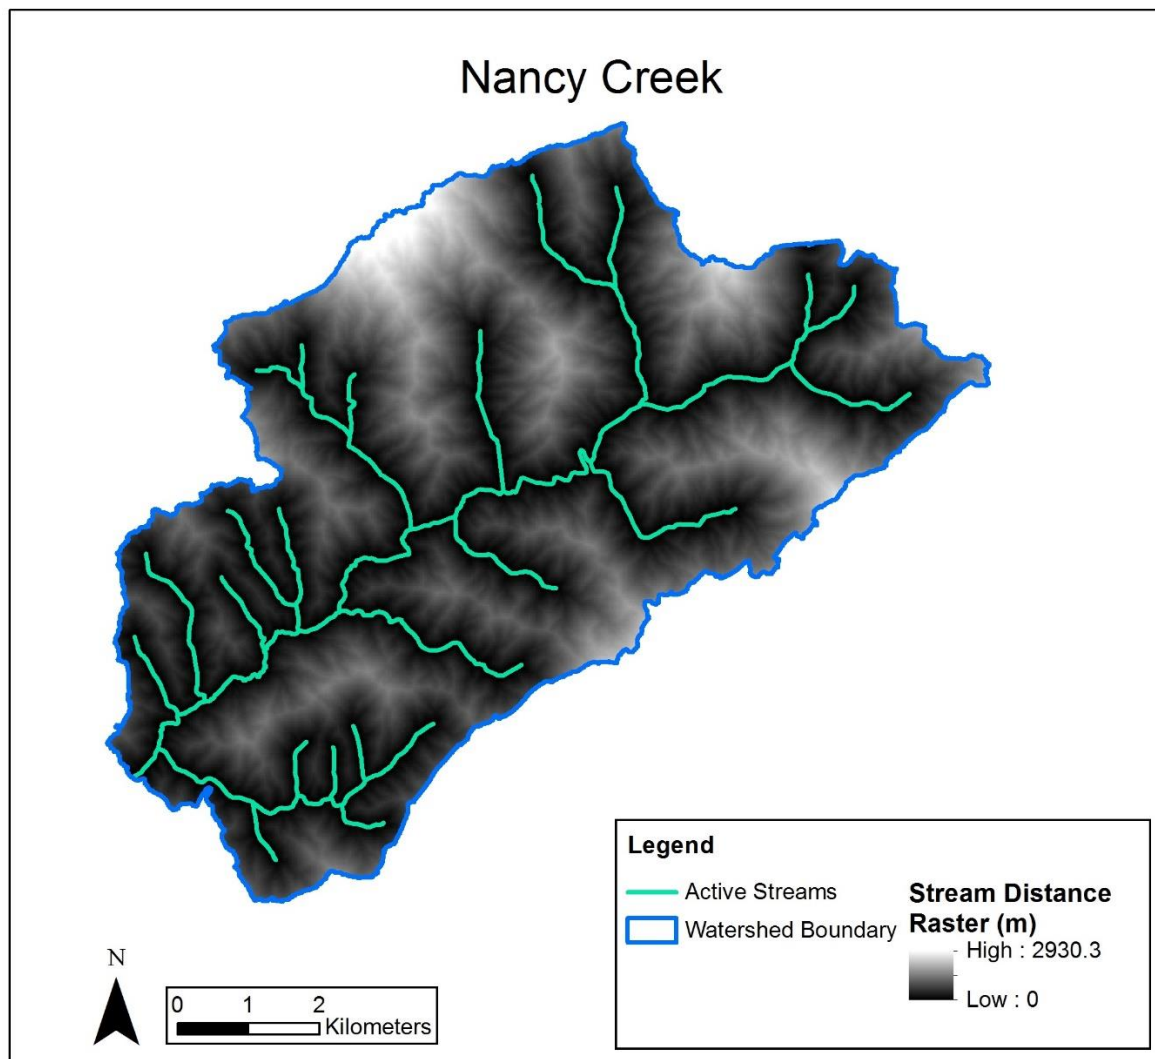 Nancy Creek
N
0 1 2
Kilometers
Legend
Active Streams
Watershed Boundary
Stream Distance
Raster (m)
High : 2930.3
Low : 0